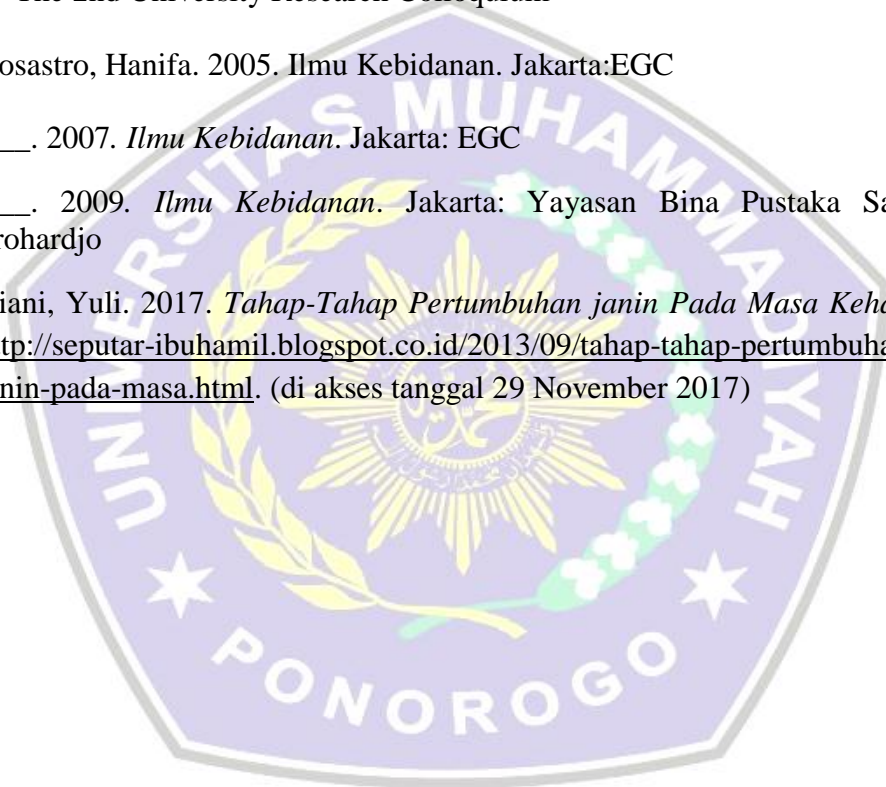 The 2nd University Research Colloquium
osastro, Hanifa. 2005. Ilmu Kebidanan. Jakarta:EGC
__. 2007. Ilmu Kebidanan. Jakarta: EGC
__. 2009. Ilmu Kebidanan. Jakarta: Yayasan Bina Pustaka Sa
rohardjo
iani, Yuli. 2017. Tahap-Tahap Pertumbuhan janin Pada Masa Keha
tp://seputar-ibuhamil.blogspot.co.id/2013/09/tahap-tahap-pertumbuha
nin-pada-masa.html. (di akses tanggal 29 November 2017)
UNIVERSITAS MUHAMMADIYAH
PONOROGO
محمد